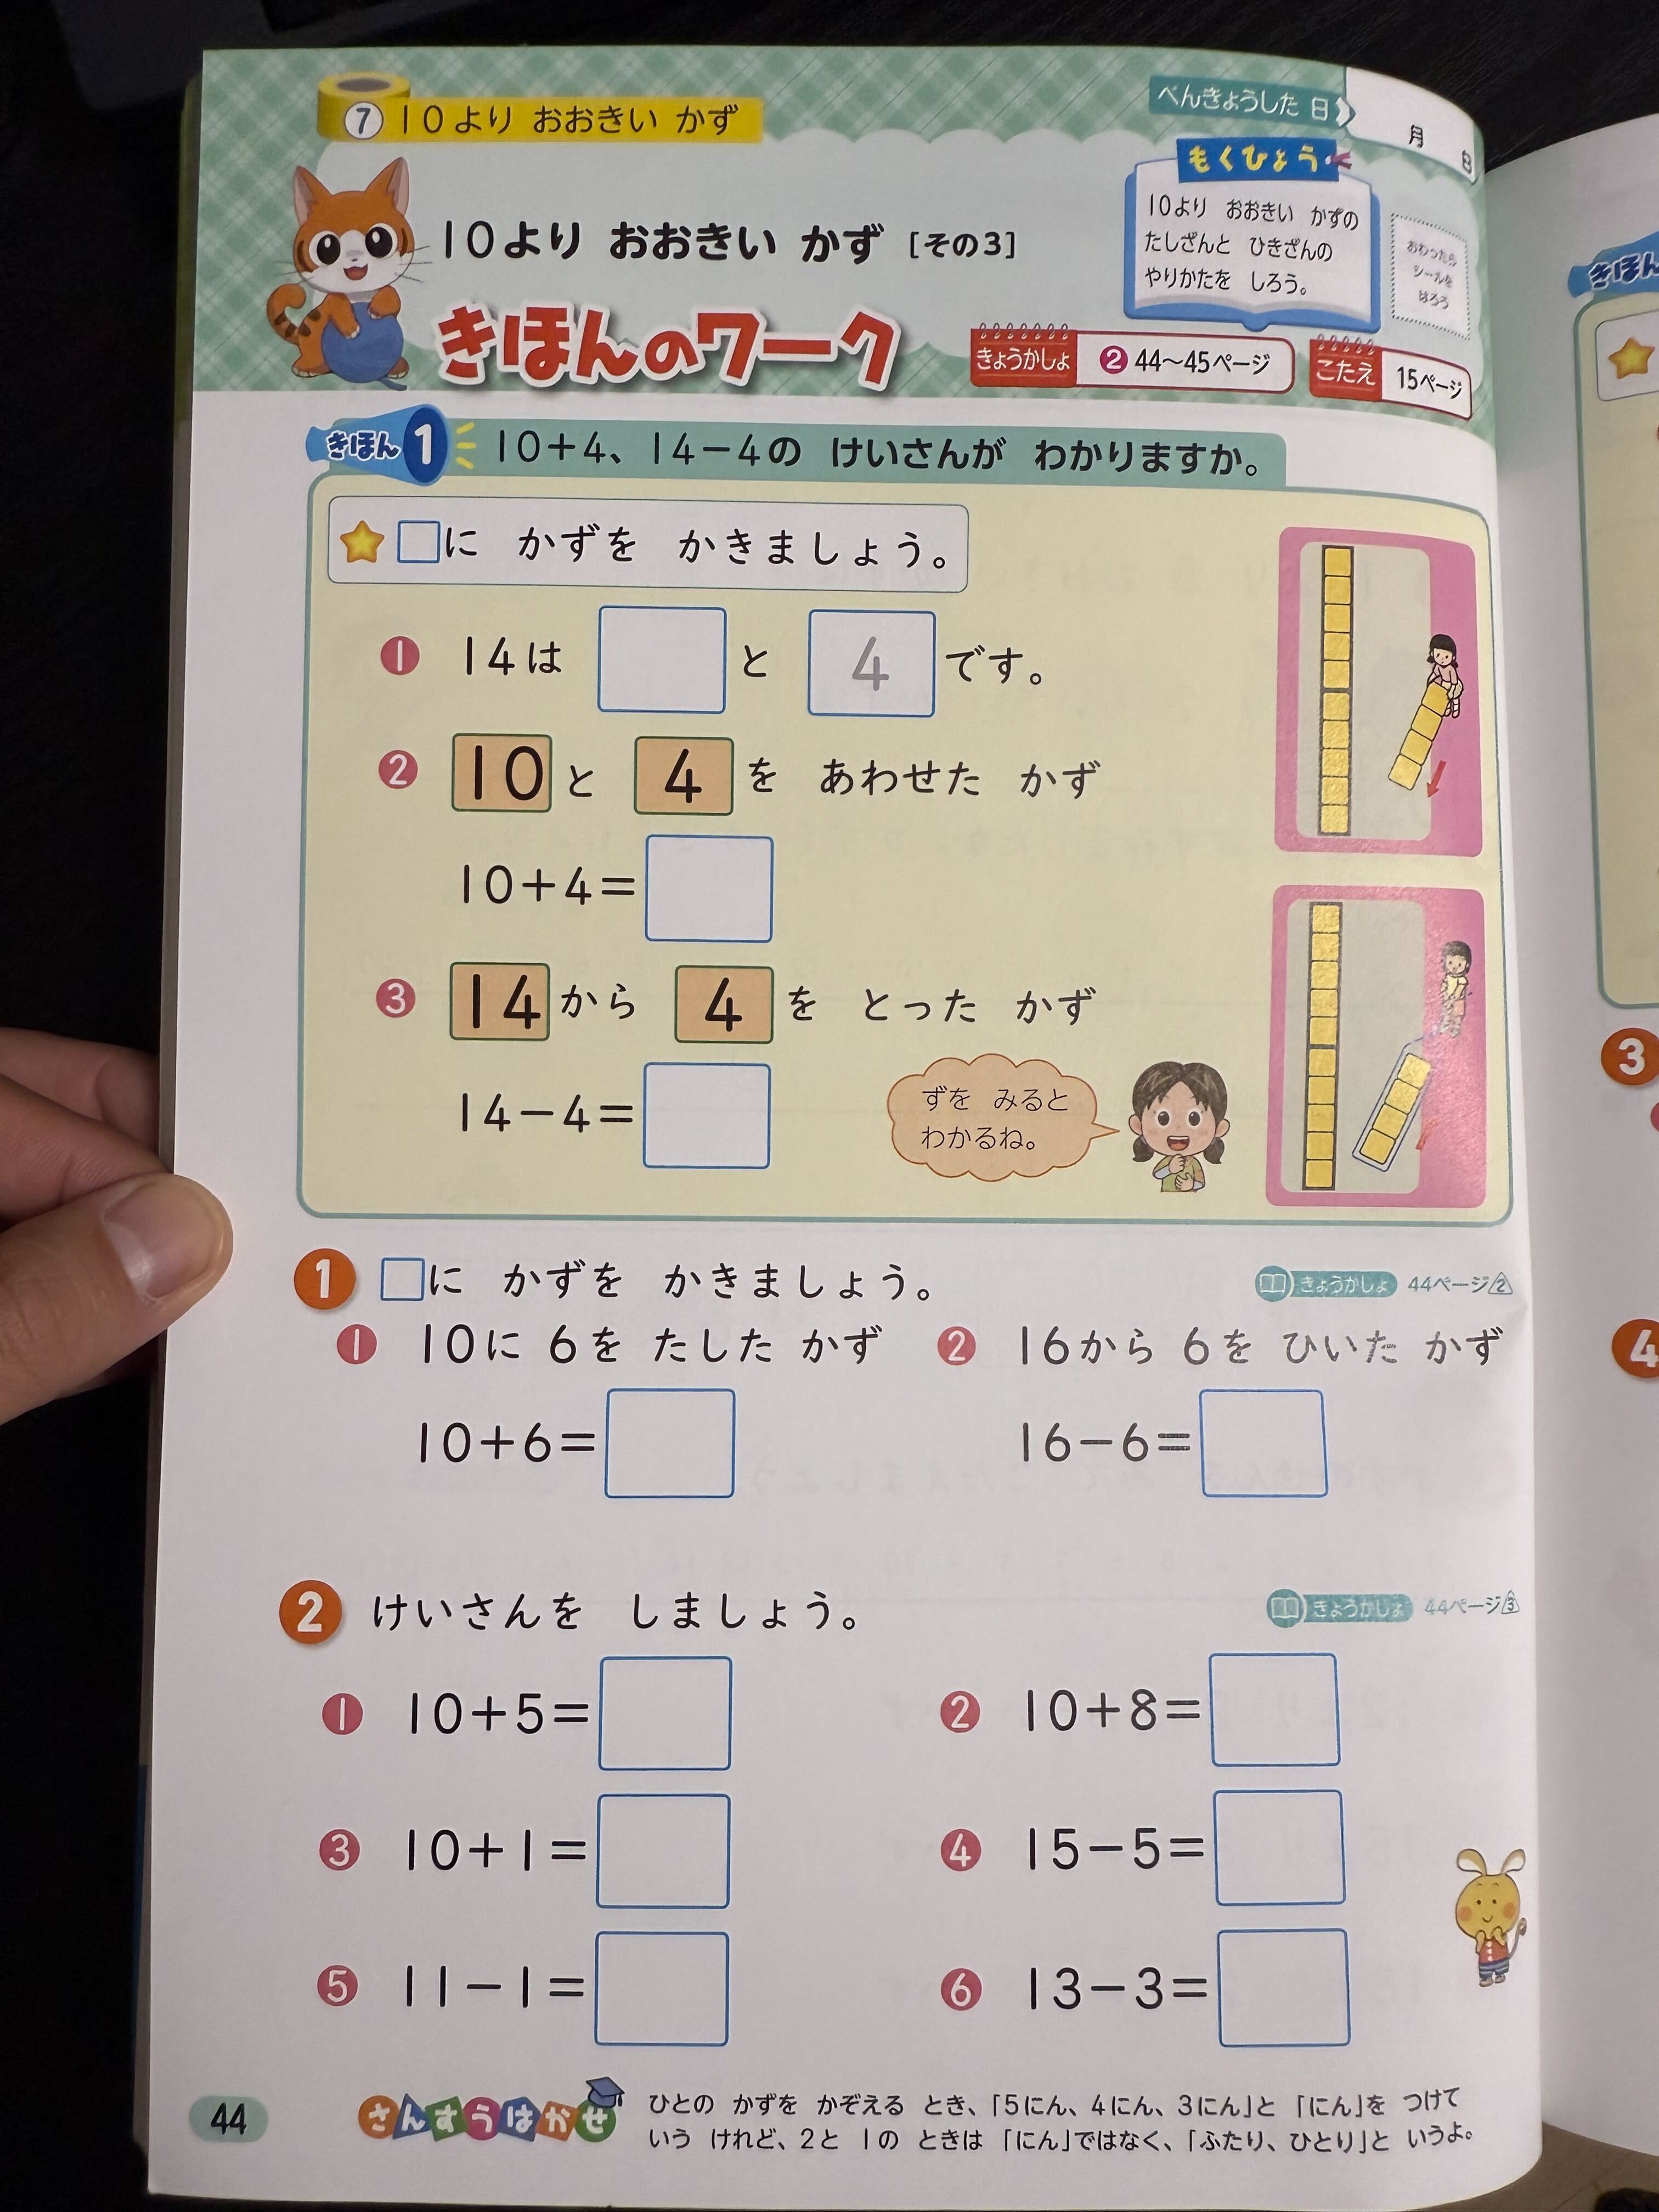 ⑦ 10より おおきい かず
べんきょうした 日 月 日
もくひょう
10より おおきい かずの
たしざんと ひきざんの
やりかたを しろう。
おわったら
シールを
はろう
10より おおきい かず [その3]
きほんのワーク
きょうかしょ ❷ 44〜45ページ
こたえ 15ページ
きほん 1 10+4、14−4の けいさんが わかりますか。
□に かずを かきましょう。
❶ 14は □ と 4 です。
❷ 10 と 4 を あわせた かず
10+4=□
❸ 14 から 4 を とった かず
14−4=□
ずを みると
わかるね。
1 □に かずを かきましょう。
きょうかしょ 44ページ2
❶ 10に 6を たした かず
❷ 16から 6を ひいた かず
10+6=□
16−6=□
2 けいさんを しましょう。
きょうかしょ 44ページ3
❶ 10+5=□
❷ 10+8=□
❸ 10+1=□
❹ 15−5=□
❺ 11−1=□
❻ 13−3=□
44
さんすうはかせ
ひとの かずを かぞえる とき、「5にん、4にん、3にん」と 「にん」を つけて
いう けれど、2と 1の ときは 「にん」ではなく、「ふたり、ひとり」と いうよ。
きほん
3
4